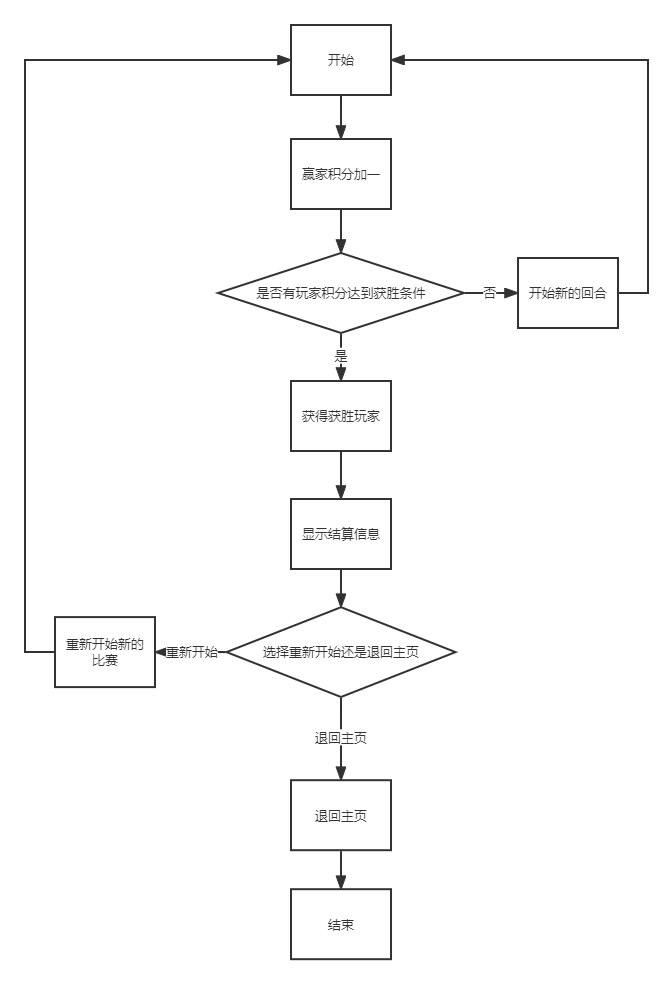 开始
赢家积分加一
是否有玩家积分达到获胜条件
否
开始新的回合
是
获得获胜玩家
显示结算信息
选择重新开始还是退回主页
重新开始
重新开始新的
比赛
退回主页
退回主页
结束